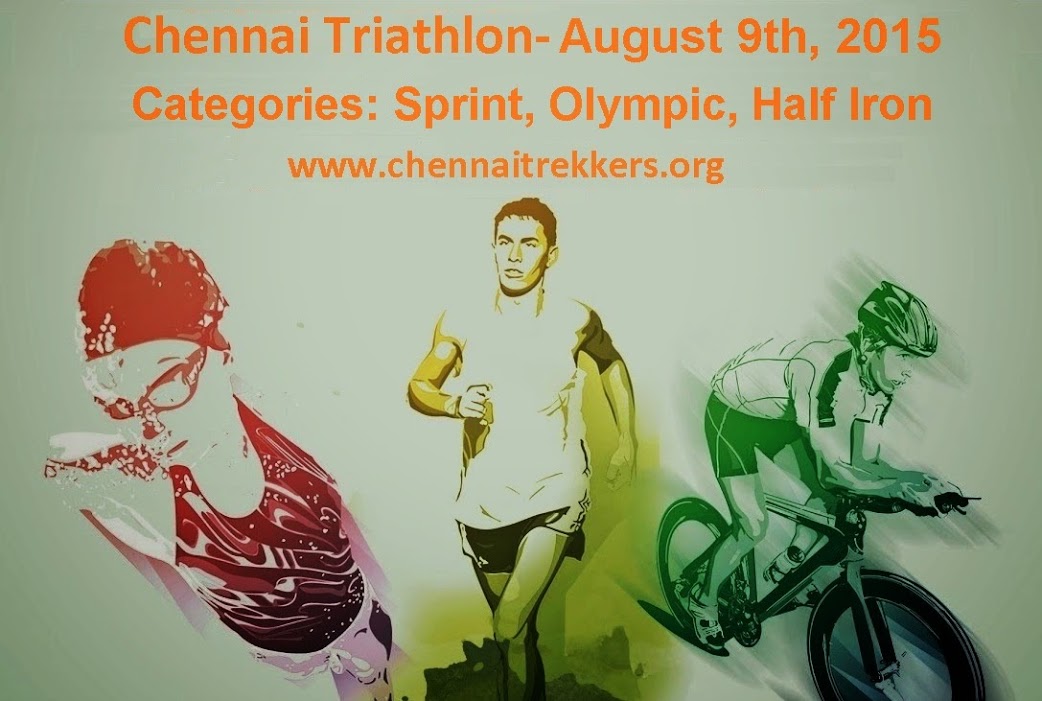 Chennai Triathlon- August 9th, 2015
Categories: Sprint, Olympic, Half Iron
www.chennaitrekkers.org